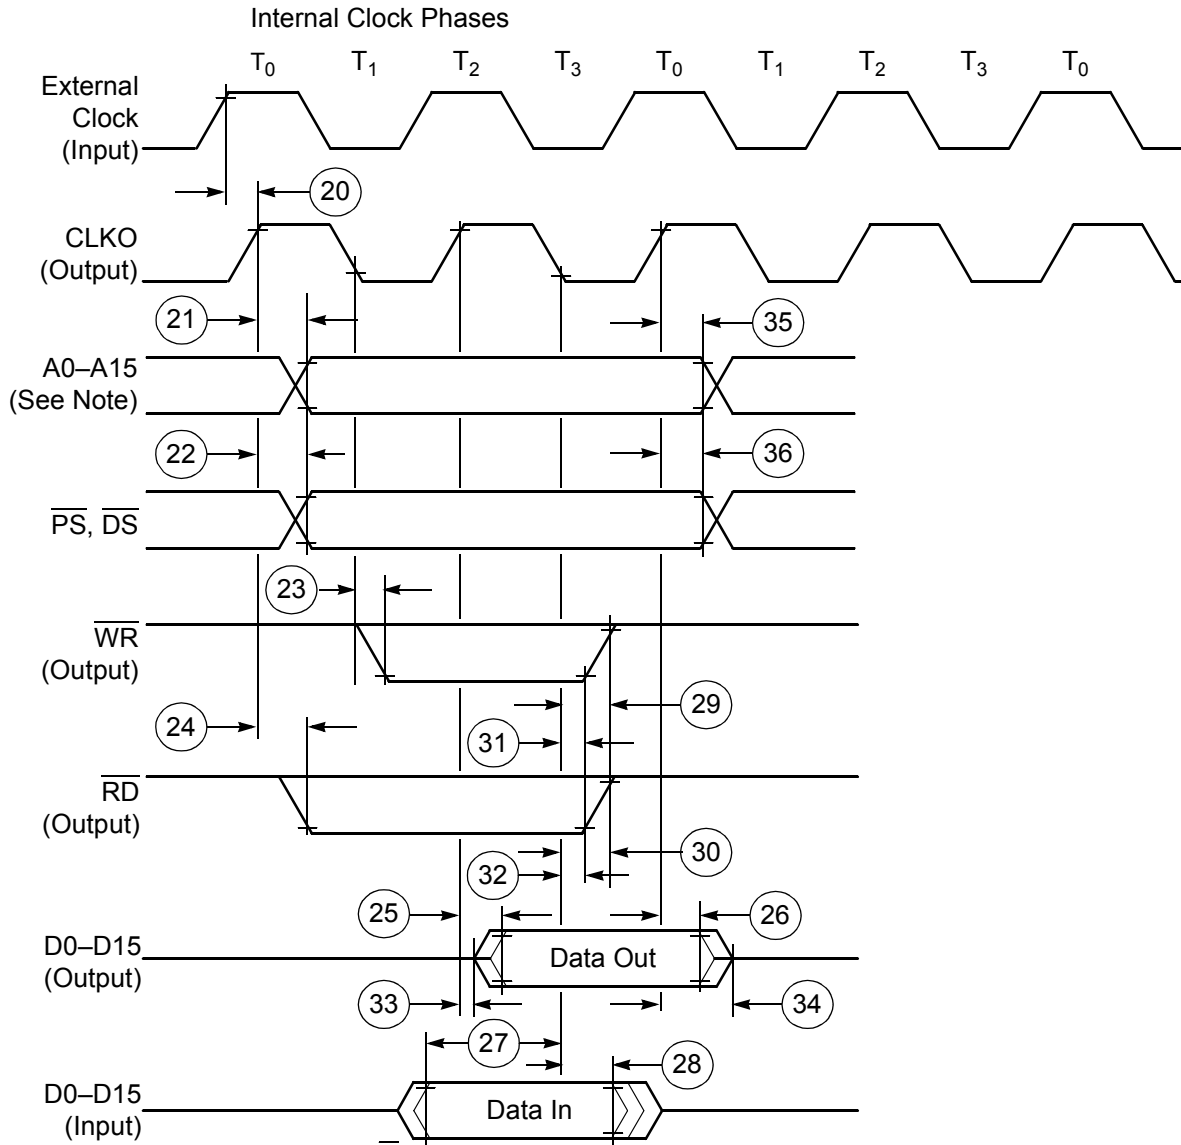 Internal Clock Phases
T0 T1 T2 T3 T0 T1 T2 T3 T0
External
Clock
(Input)
20
CLKO
(Output)
21
35
A0–A15
(See Note)
22
36
PS, DS
23
WR
(Output)
29
24
31
RD
(Output)
30
32
25
26
D0–D15
(Output)
Data Out
33
34
27
28
D0–D15
(Input)
Data In